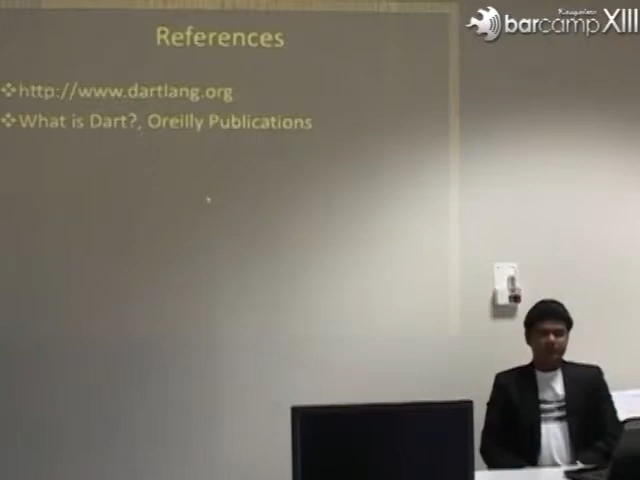 References
barcamp XIII
❖http://www.dartlang.org
❖What is Dart?, Oreilly Publications